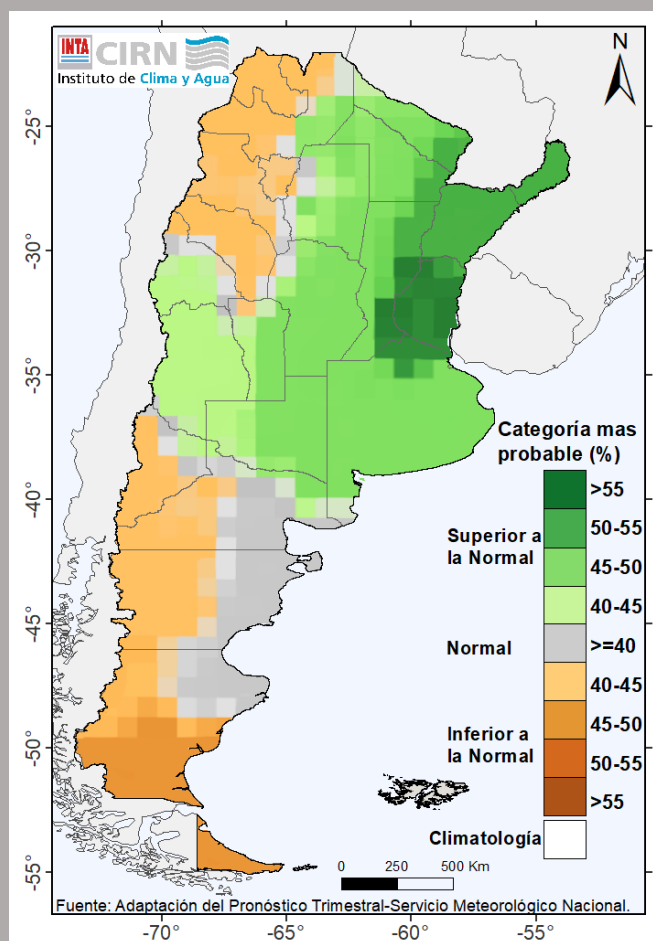 INTA CIRN
Instituto de Clima y Agua
N
-25°
-30°
-35°
-40°
-45°
-50°
-55°
Categoría mas
probable (%)
>55
50-55
Superior a
la Normal
45-50
40-45
Normal
>=40
40-45
45-50
Inferior a
la Normal
50-55
>55
Climatología
0 250 500 Km
Fuente: Adaptación del Pronóstico Trimestral-Servicio Meteorológico Nacional.
-70° -65° -60° -55°